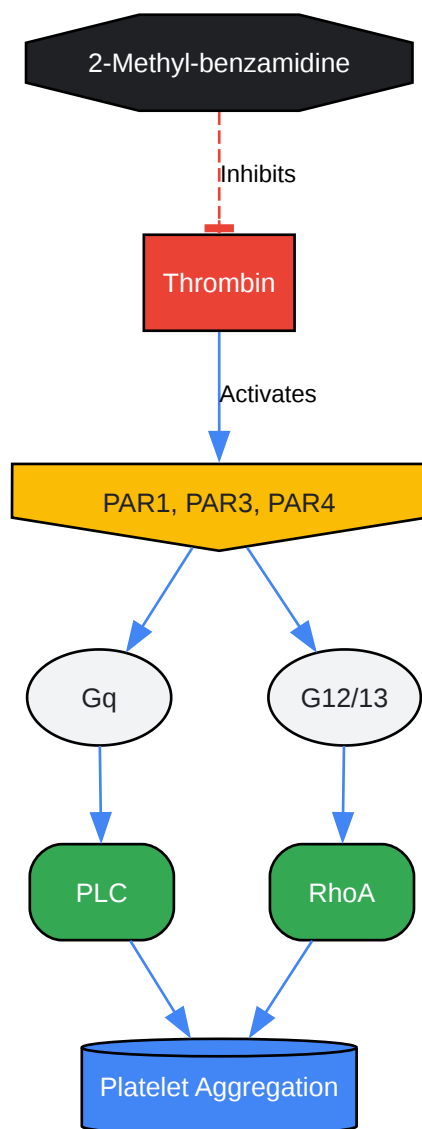 2-Methyl-benzamidine
Inhibits
Thrombin
Activates
PAR1, PAR3, PAR4
Gq
G12/13
PLC
RhoA
Platelet Aggregation